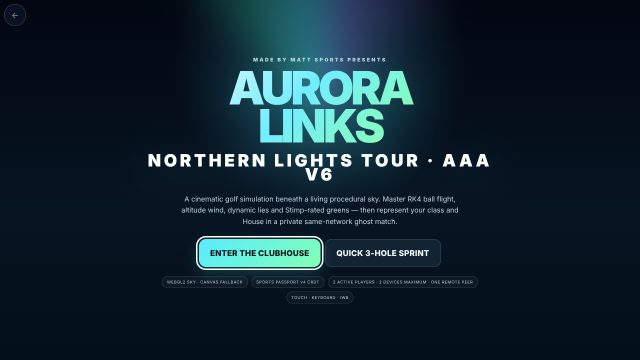 ←
MADE BY MATT SPORTS PRESENTS
AURORA
LINKS
NORTHERN LIGHTS TOUR · AAA
V6
A cinematic golf simulation beneath a living procedural sky. Master RK4 ball flight,
altitude wind, dynamic lies and Stimp-rated greens — then represent your class and
House in a private same-network ghost match.
ENTER THE CLUBHOUSE
QUICK 3-HOLE SPRINT
WEBGL2 SKY · CANVAS FALLBACK
SPORTS PASSPORT v4 CRDT
2 ACTIVE PLAYERS · 2 DEVICES MAXIMUM · ONE REMOTE PEER
TOUCH · KEYBOARD · IWB